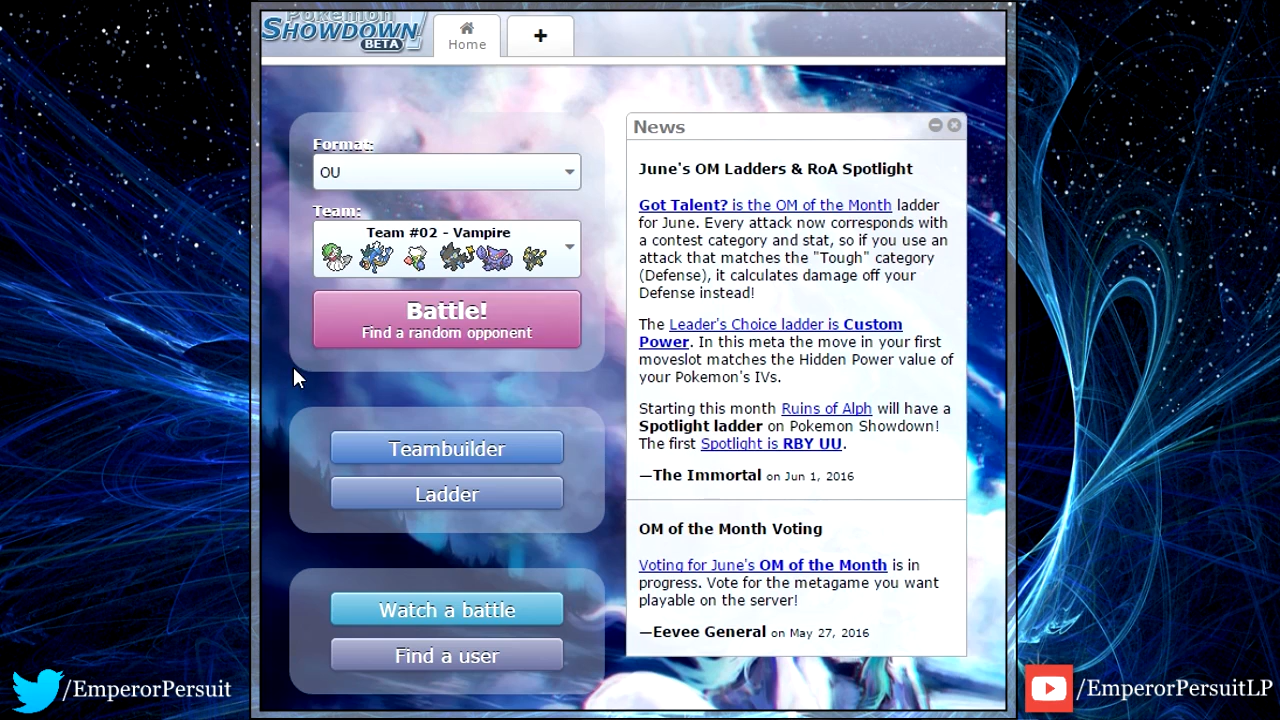 Pokémon
SHOWDOWN
BETA
Home
+
Format:
OU
Team:
Team #02 - Vampire
Battle!
Find a random opponent
Teambuilder
Ladder
Watch a battle
Find a user
News
June's OM Ladders & RoA Spotlight
Got Talent? is the OM of the Month ladder
for June. Every attack now corresponds with
a contest category and stat, so if you use an
attack that matches the "Tough" category
(Defense), it calculates damage off your
Defense instead!
The Leader's Choice ladder is Custom
Power. In this meta the move in your first
moveslot matches the Hidden Power value of
your Pokemon's IVs.
Starting this month Ruins of Alph will have a
Spotlight ladder on Pokemon Showdown!
The first Spotlight is RBY UU.
—The Immortal on Jun 1, 2016
OM of the Month Voting
Voting for June's OM of the Month is in
progress. Vote for the metagame you want
playable on the server!
—Eevee General on May 27, 2016
/EmperorPersuit
/EmperorPersuitLP